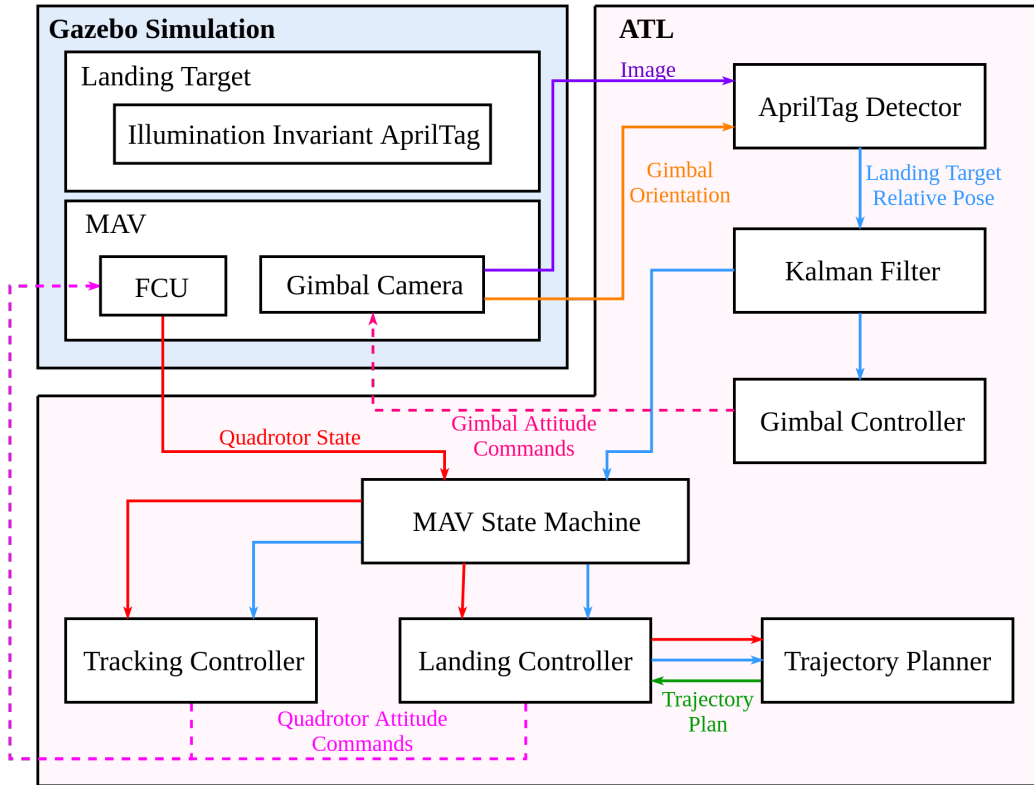 Gazebo Simulation
ATL
Landing Target
Illumination Invariant AprilTag
Image
AprilTag Detector
Gimbal
Orientation
Landing Target
Relative Pose
MAV
FCU
Gimbal Camera
Kalman Filter
Gimbal Attitude
Commands
Gimbal Controller
Quadrotor State
MAV State Machine
Tracking Controller
Landing Controller
Trajectory Planner
Trajectory
Plan
Quadrotor Attitude
Commands